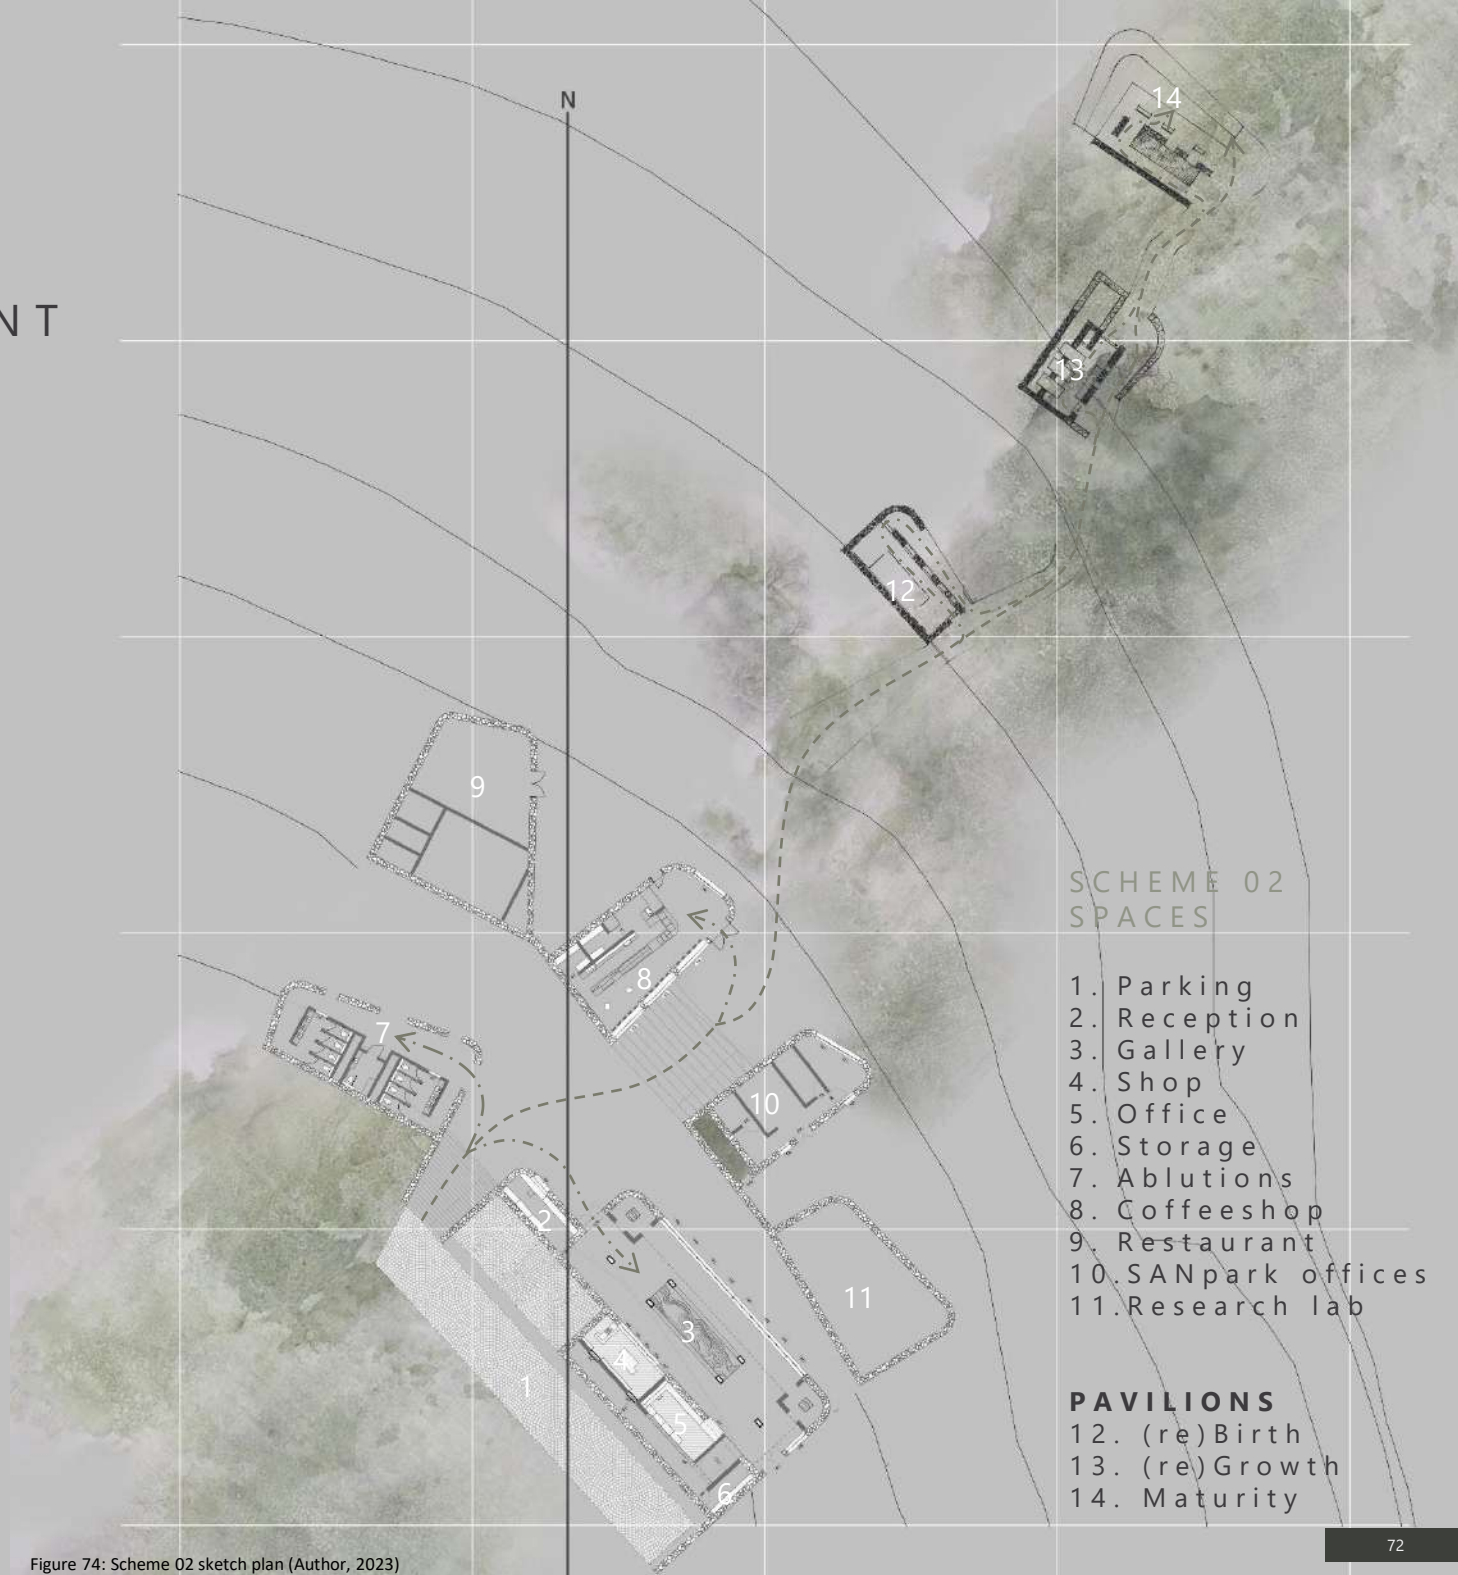 14
N
NT
13
12
9
8
7
10
2
11
3
4
1
5
6
SCHEME 02
SPACES
1. Parking
2. Reception
3. Gallery
4. Shop
5. Office
6. Storage
7. Ablutions
8. Coffeeshop
9. Restaurant
10.SANpark offices
11.Research lab
PAVILIONS
12. (re)Birth
13. (re)Growth
14. Maturity
72
Figure 74: Scheme 02 sketch plan (Author, 2023)